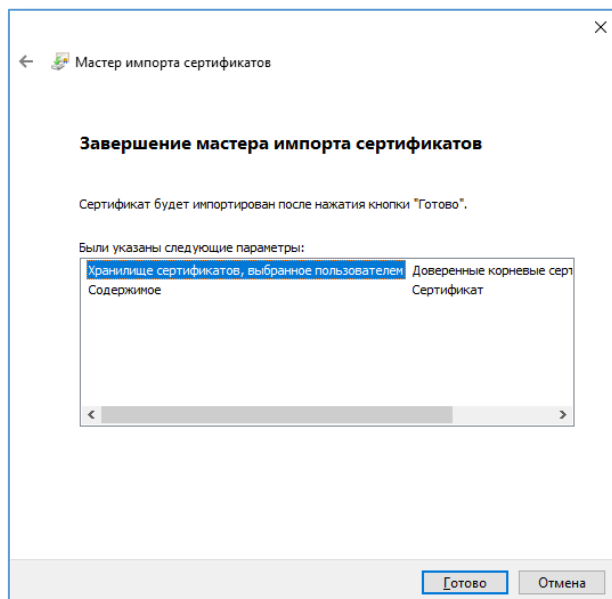 Мастер импорта сертификатов
Завершение мастера импорта сертификатов
Сертификат будет импортирован после нажатия кнопки "Готово".
Были указаны следующие параметры:
Хранилище сертификатов, выбранное пользователем Доверенные корневые серт
Содержимое Сертификат
Готово Отмена